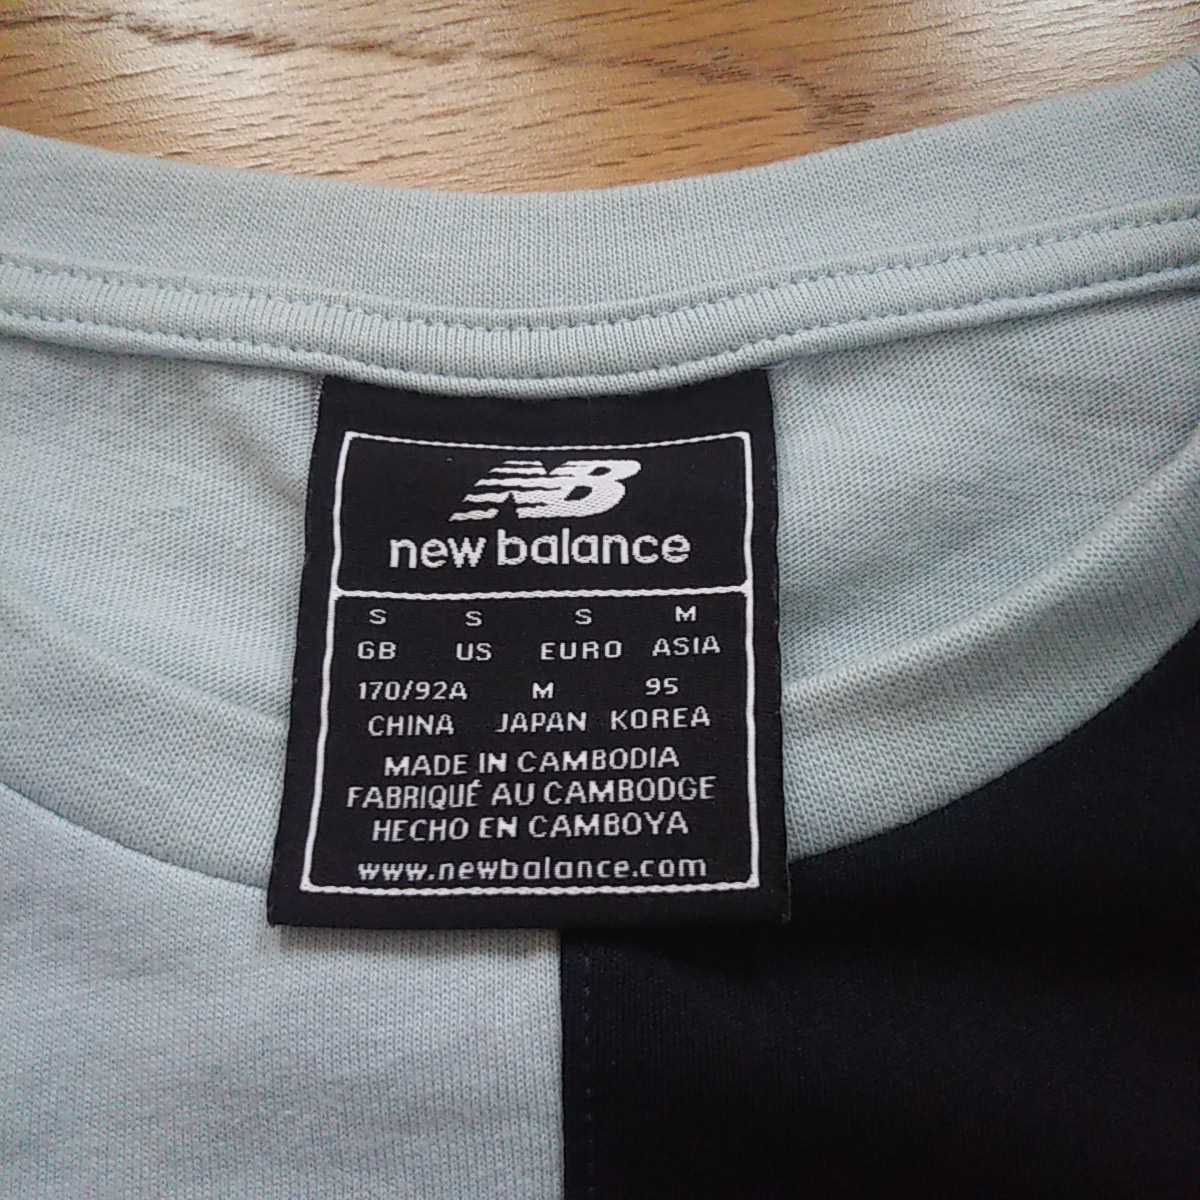 NB
new balance
S S S M
GB US EURO ASIA
170/92A M 95
CHINA JAPAN KOREA
MADE IN CAMBODIA
FABRIQUÉ AU CAMBODGE
HECHO EN CAMBOYA
www.newbalance.com